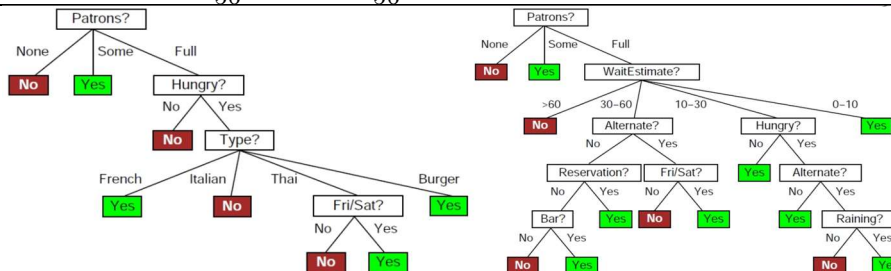 Patrons?
None Some Full
No Yes Hungry?
No Yes
No Type?
French Italian Thai Burger
Yes No Fri/Sat? Yes
No Yes
No Yes
Patrons?
None Some Full
No Yes WaitEstimate?
>60 30–60 10–30 0–10
No Alternate? Hungry? Yes
No Yes No Yes
Reservation? Fri/Sat? Yes Alternate?
No Yes No Yes No Yes
Bar? Yes No Yes Yes Raining?
No Yes No Yes
No Yes No